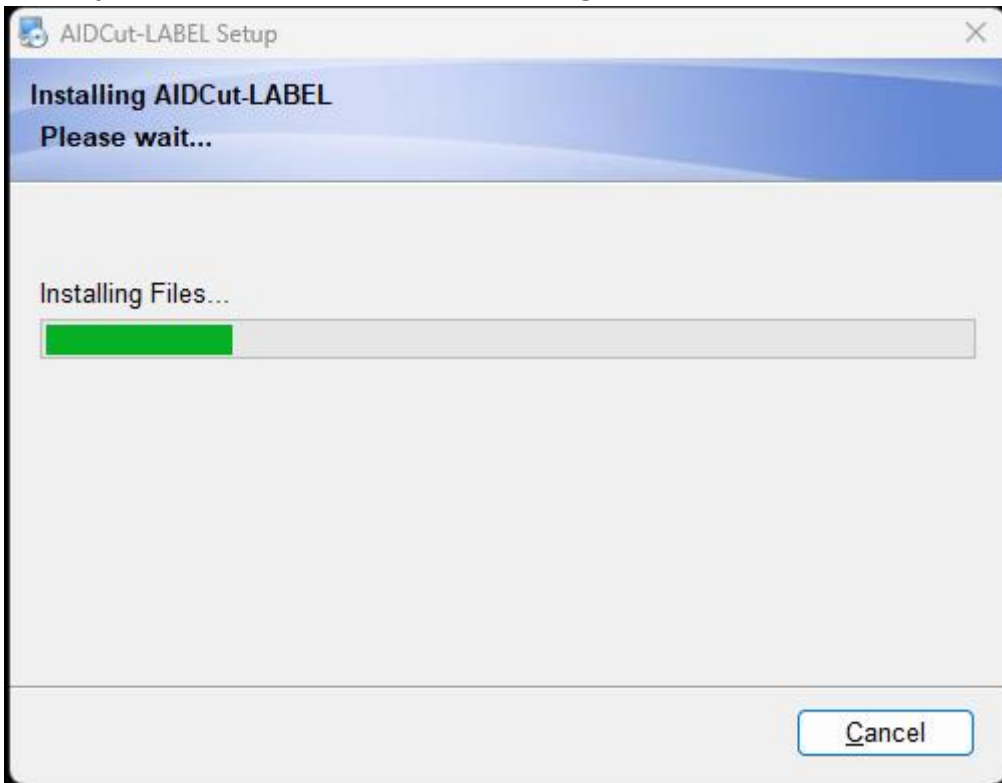 AIDCut-LABEL Setup
Installing AIDCut-LABEL
Please wait...
Installing Files...
Cancel